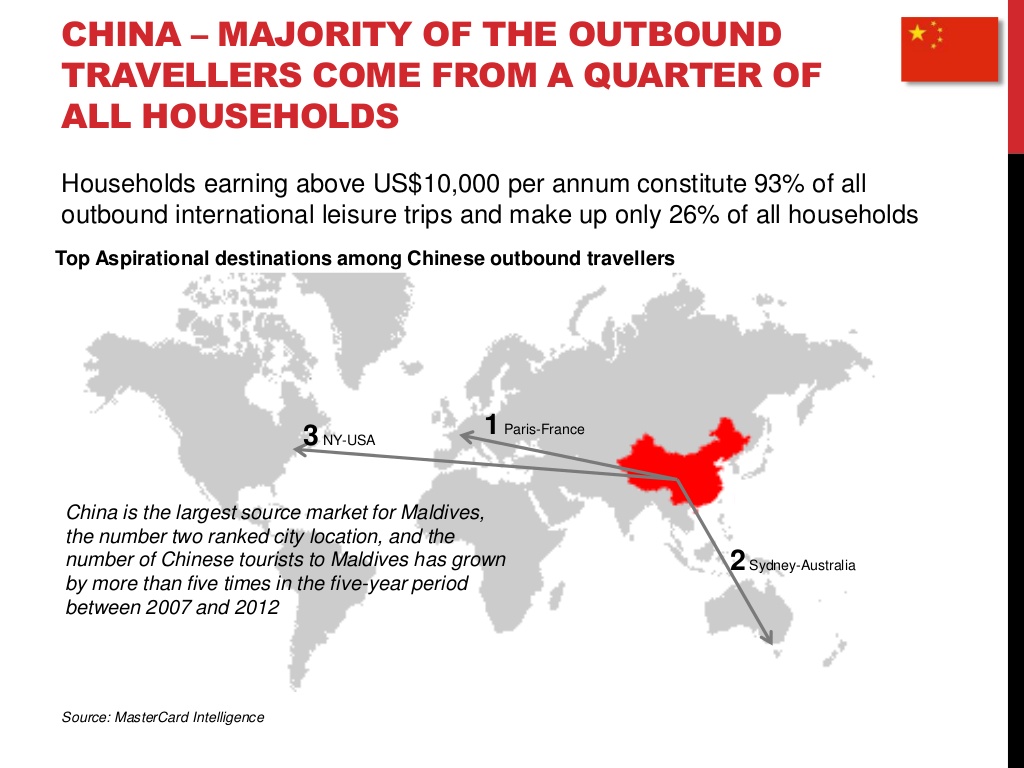 CHINA – MAJORITY OF THE OUTBOUND
TRAVELLERS COME FROM A QUARTER OF
ALL HOUSEHOLDS
Households earning above US$10,000 per annum constitute 93% of all
outbound international leisure trips and make up only 26% of all households
Top Aspirational destinations among Chinese outbound travellers
1 Paris-France
3 NY-USA
China is the largest source market for Maldives,
the number two ranked city location, and the
number of Chinese tourists to Maldives has grown
by more than five times in the five-year period
between 2007 and 2012
2 Sydney-Australia
Source: MasterCard Intelligence